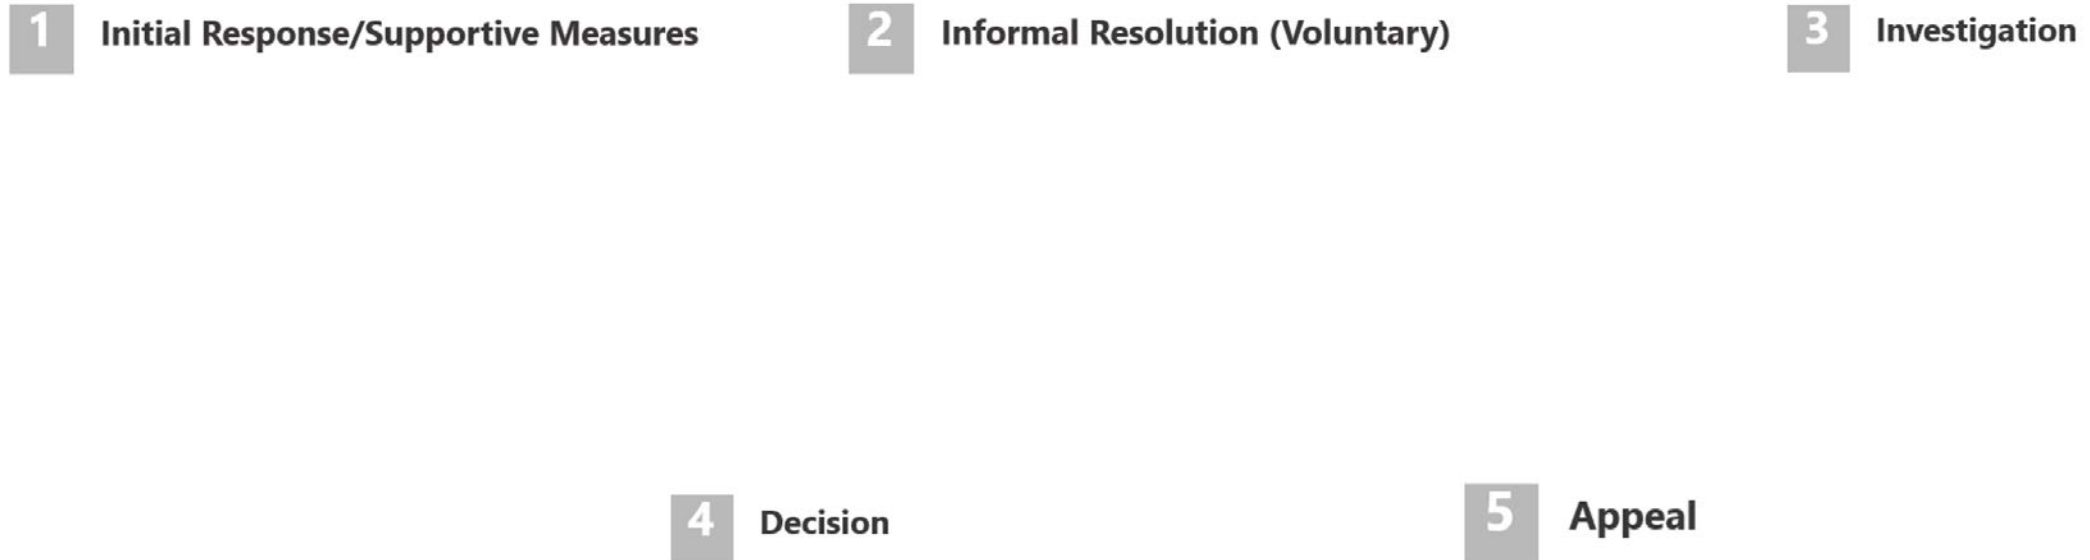 1 Initial Response/Supportive Measures
2 Informal Resolution (Voluntary)
3 Investigation
4 Decision
5 Appeal